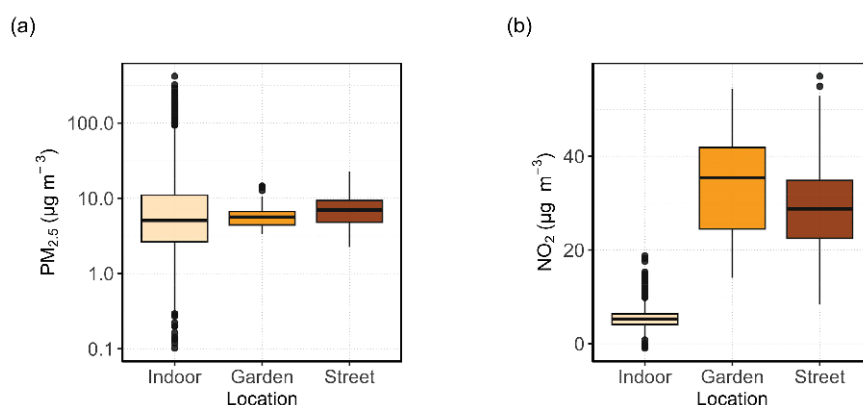 (a)
PM2.5 (µg m−3)
100.0
10.0
1.0
0.1
Indoor Garden Street
Location
(b)
NO2 (µg m−3)
40
20
0
Indoor Garden Street
Location